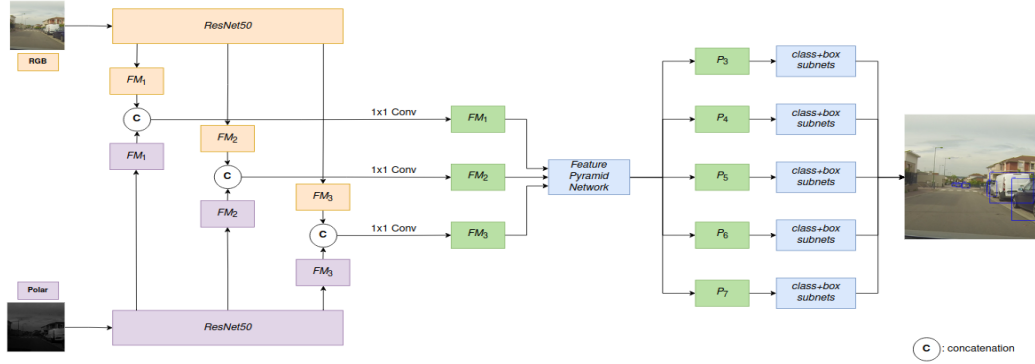 ResNet50
RGB
FM1
C
1x1 Conv
FM1
FM1
FM2
C
1x1 Conv
FM2
FM2
FM3
C
1x1 Conv
FM3
FM3
Feature
Pyramid
Network
P3
class+box
subnets
P4
class+box
subnets
P5
class+box
subnets
P6
class+box
subnets
P7
class+box
subnets
Polar
ResNet50
C : concatenation